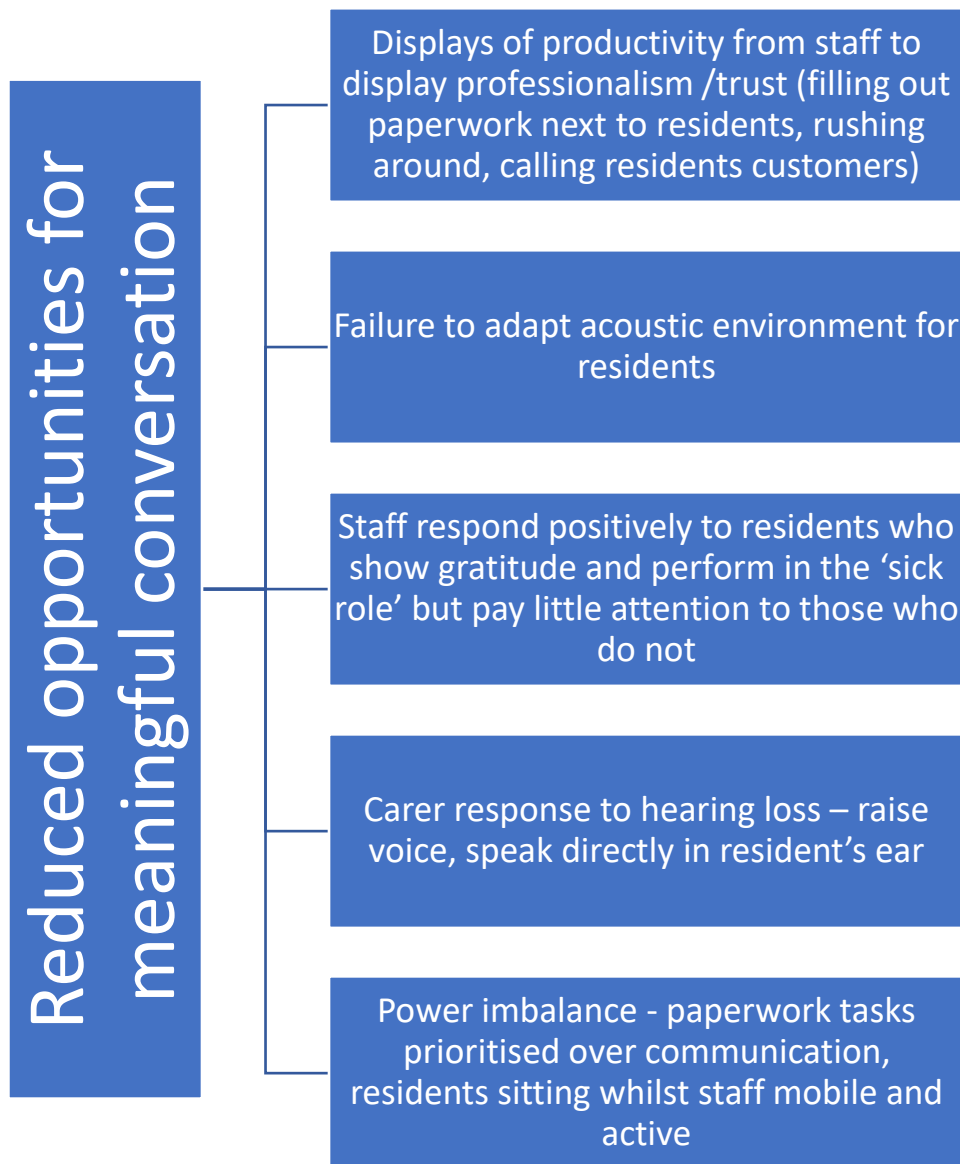 Reduced opportunities for
meaningful conversation
Displays of productivity from staff to
display professionalism /trust (filling out
paperwork next to residents, rushing
around, calling residents customers)
Failure to adapt acoustic environment for
residents
Staff respond positively to residents who
show gratitude and perform in the ‘sick
role’ but pay little attention to those who
do not
Carer response to hearing loss – raise
voice, speak directly in resident’s ear
Power imbalance - paperwork tasks
prioritised over communication,
residents sitting whilst staff mobile and
active